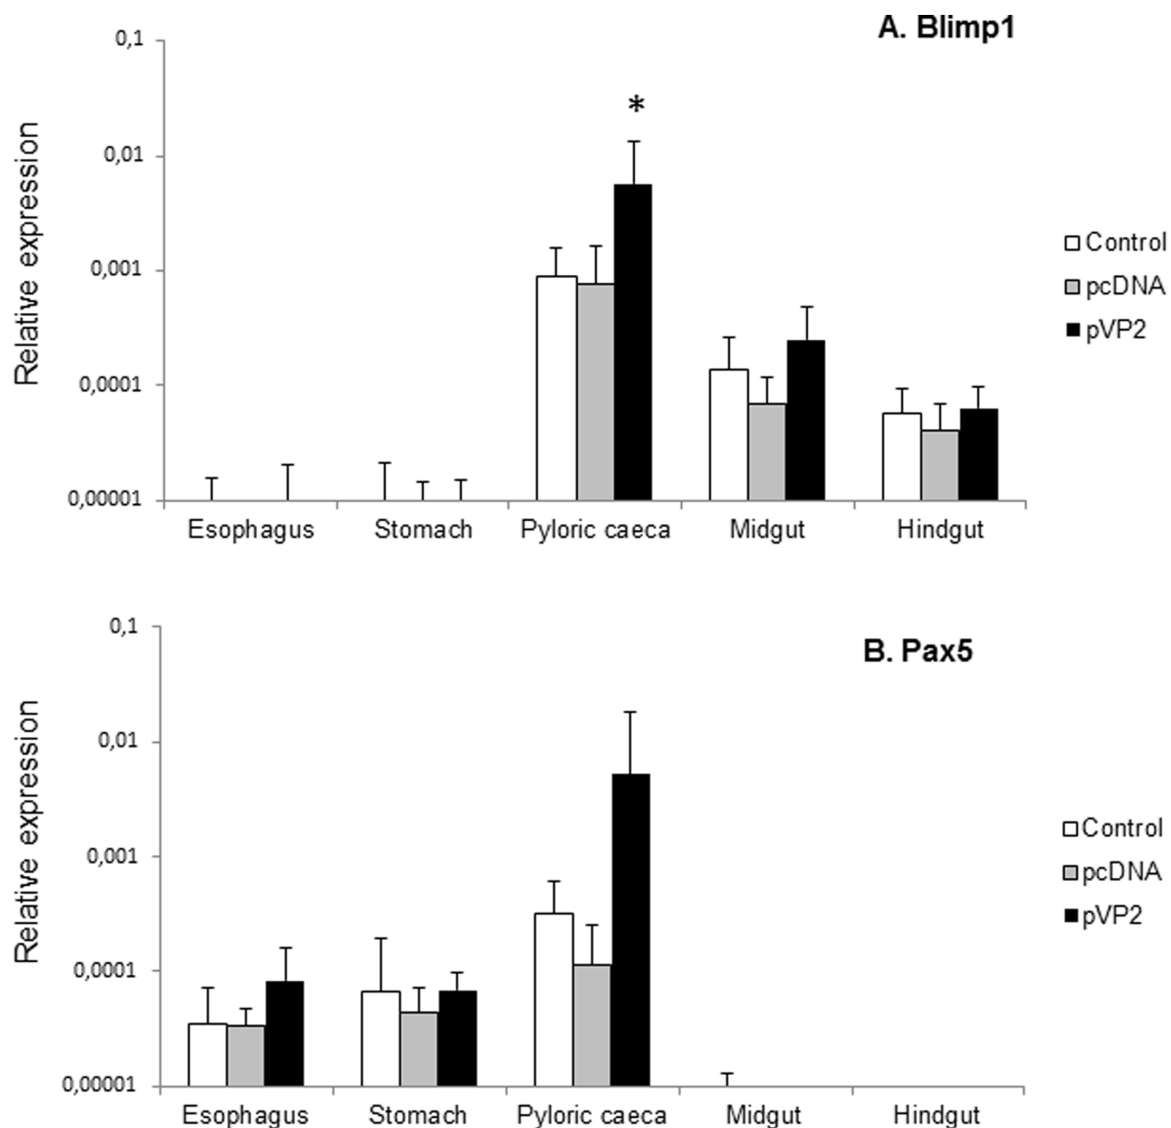 A. Blimp1
Relative expression
0,1
0,01
0,001
0,0001
0,00001
*
Esophagus Stomach Pyloric caeca Midgut Hindgut
Control
pcDNA
pVP2
B. Pax5
Relative expression
0,1
0,01
0,001
0,0001
0,00001
Esophagus Stomach Pyloric caeca Midgut Hindgut
Control
pcDNA
pVP2